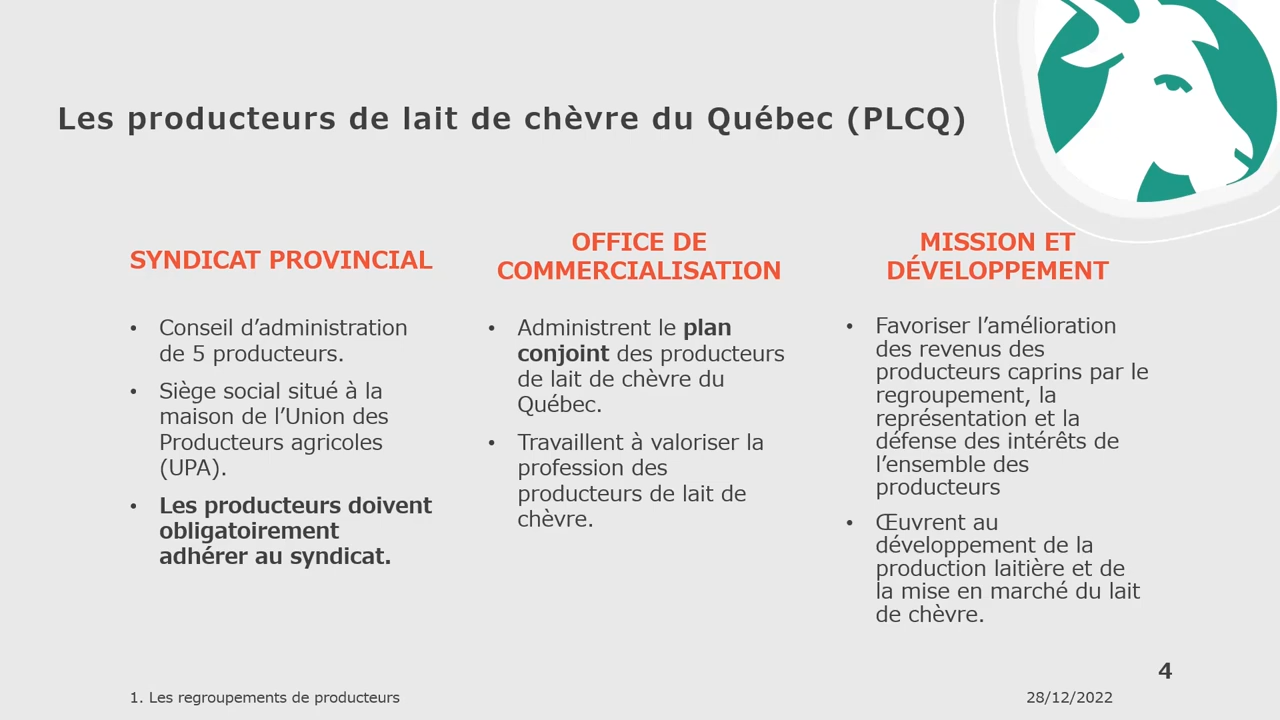 Les producteurs de lait de chèvre du Québec (PLCQ)
SYNDICAT PROVINCIAL
• Conseil d’administration
de 5 producteurs.
• Siège social situé à la
maison de l’Union des
Producteurs agricoles
(UPA).
• Les producteurs doivent
obligatoirement
adhérer au syndicat.
OFFICE DE
COMMERCIALISATION
• Administrent le plan
conjoint des producteurs
de lait de chèvre du
Québec.
• Travaillent à valoriser la
profession des
producteurs de lait de
chèvre.
MISSION ET
DÉVELOPPEMENT
• Favoriser l’amélioration
des revenus des
producteurs caprins par le
regroupement, la
représentation et la
défense des intérêts de
l’ensemble des
producteurs
• Œuvrent au
développement de la
production laitière et de
la mise en marché du lait
de chèvre.
4
1. Les regroupements de producteurs
28/12/2022